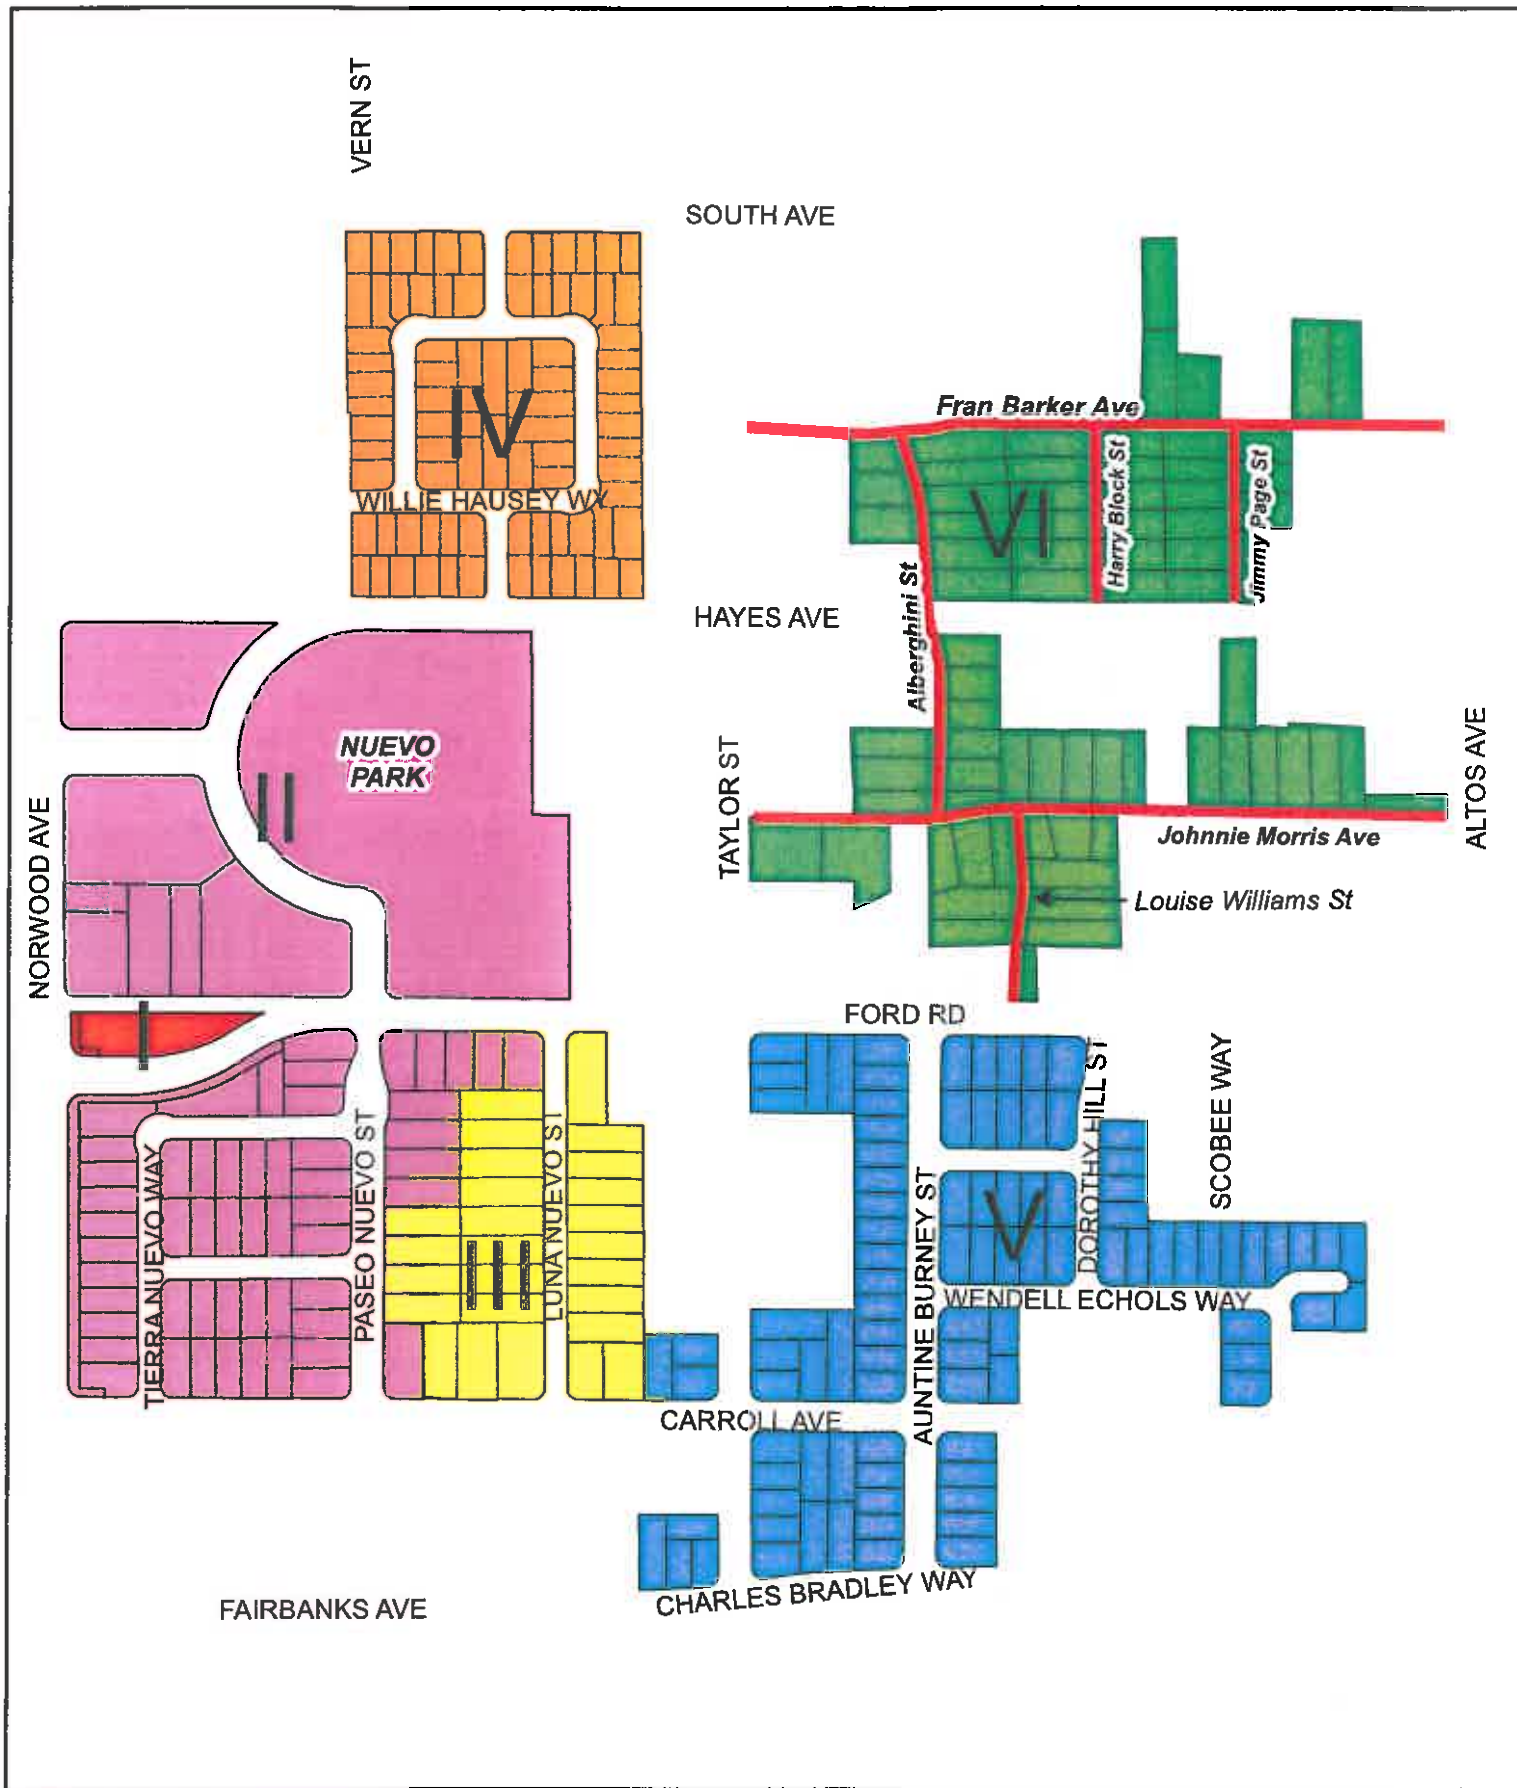 VERN ST
SOUTH AVE
Fran Barker Ave
IV
WILLIE HAUSEY WY
VI
Harry Block St
Jimmy Page St
Alberghini St
HAYES AVE
NUEVO
PARK
II
NORWOOD AVE
TAYLOR ST
ALTOS AVE
Johnnie Morris Ave
Louise Williams St
I
FORD RD
SCOBEE WAY
DOROTHY HILL ST
TIERRA NUEVO WAY
PASEO NUEVO ST
LUNA NUEVO ST
III
AUNTINE BURNEY ST
V
WENDELL ECHOLS WAY
CARROLL AVE
CHARLES BRADLEY WAY
FAIRBANKS AVE